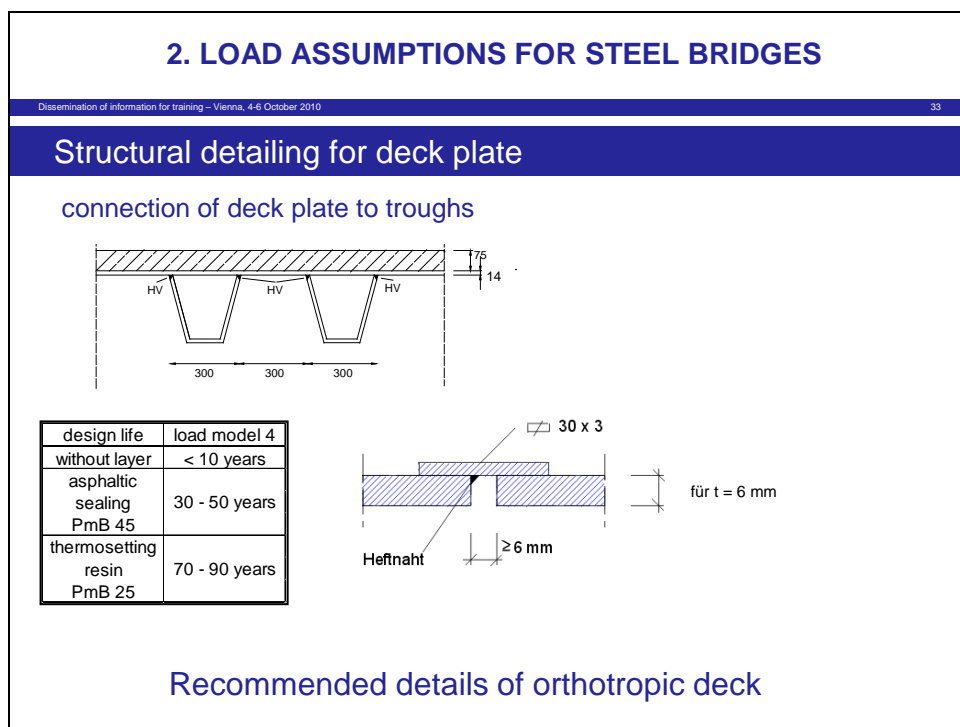 2. LOAD ASSUMPTIONS FOR STEEL BRIDGES
Dissemination of information for training – Vienna, 4-6 October 2010
33
Structural detailing for deck plate
connection of deck plate to troughs
75
14
HV
HV
HV
300
300
300
design life
load model 4
without layer
< 10 years
asphaltic
sealing
PmB 45
30 - 50 years
thermosetting
resin
PmB 25
70 - 90 years
30 x 3
für t = 6 mm
≥6 mm
Heftnaht
Recommended details of orthotropic deck